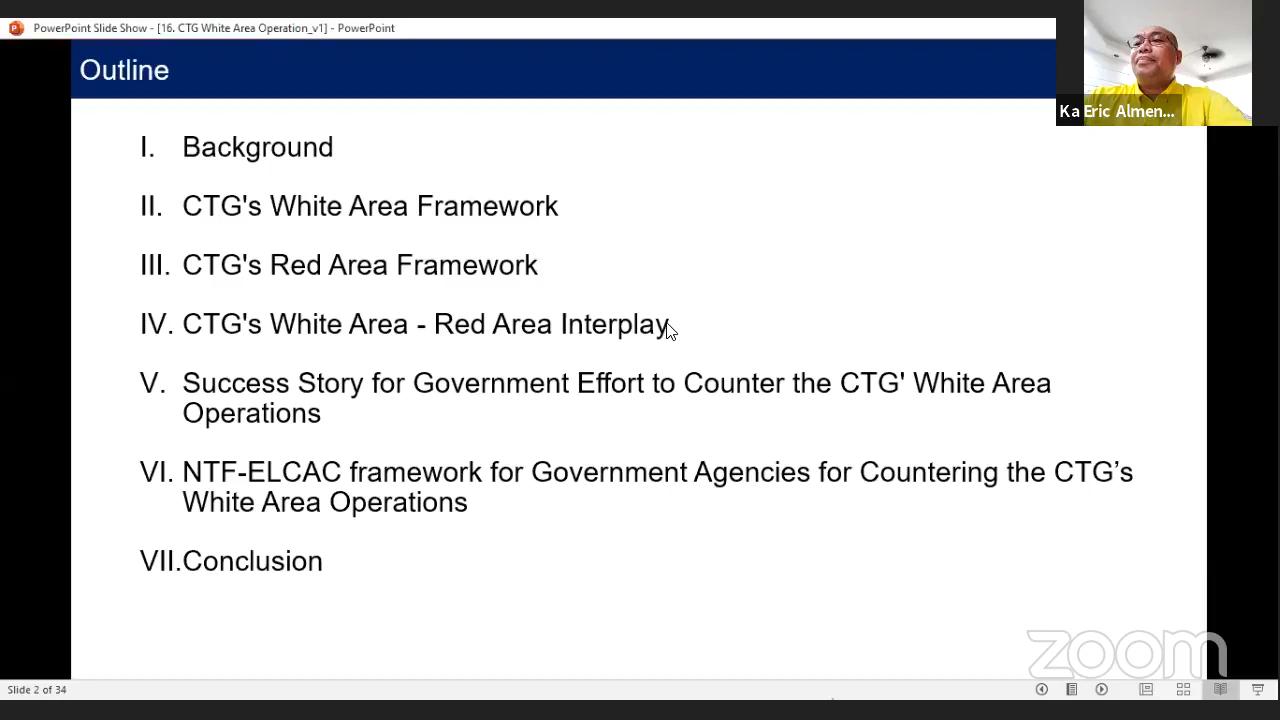 PowerPoint Slide Show - [16. CTG White Area Operation_v1] - PowerPoint
Outline
Ka Eric Almen...
I. Background
II. CTG's White Area Framework
III. CTG's Red Area Framework
IV. CTG's White Area - Red Area Interplay
V. Success Story for Government Effort to Counter the CTG' White Area
Operations
VI. NTF-ELCAC framework for Government Agencies for Countering the CTG’s
White Area Operations
VII.Conclusion
zoom
Slide 2 of 34